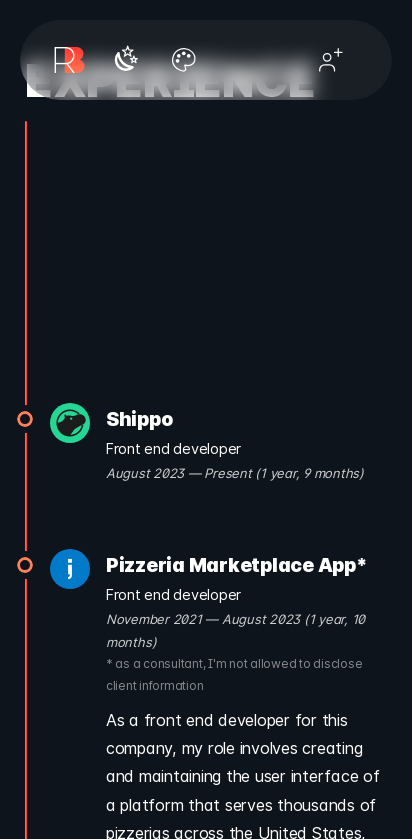 RB
EXPERIENCE
Shippo
Front end developer
August 2023 — Present (1 year, 9 months)
Pizzeria Marketplace App*
Front end developer
November 2021 — August 2023 (1 year, 10
months)
* as a consultant, I'm not allowed to disclose
client information
As a front end developer for this
company, my role involves creating
and maintaining the user interface of
a platform that serves thousands of
pizzerias across the United States.